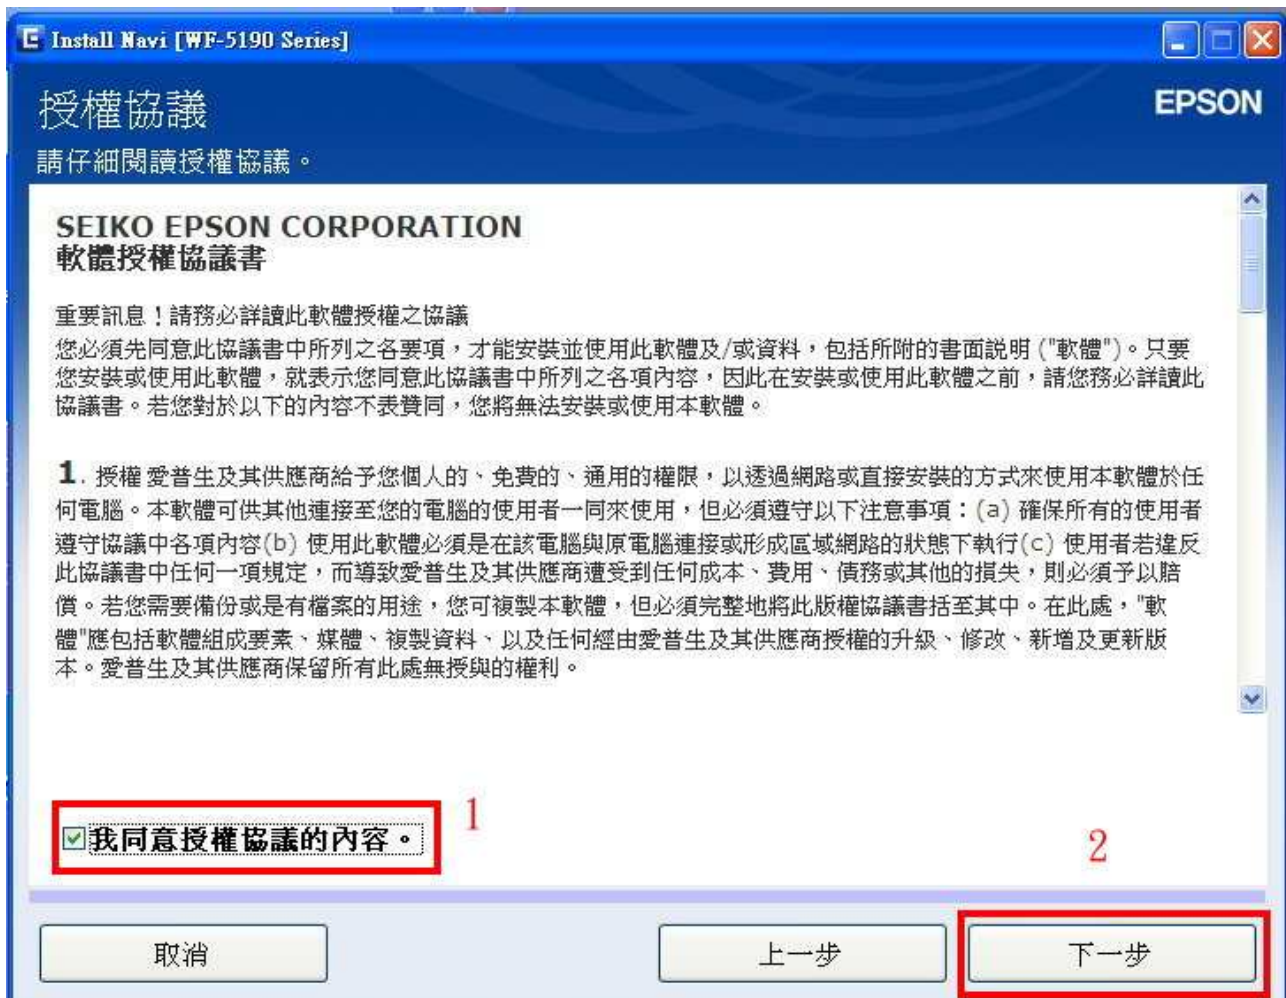 Install Navi [WF-5190 Series]
授權協議
EPSON
請仔細閱讀授權協議。
SEIKO EPSON CORPORATION
軟體授權協議書
重要訊息！請務必詳讀此軟體授權之協議
您必須先同意此協議書中所列之各要項，才能安裝並使用此軟體及/或資料，包括所附的書面說明 ("軟體")。只要
您安裝或使用此軟體，就表示您同意此協議書中所列之各項內容，因此在安裝或使用此軟體之前，請您務必詳讀此
協議書。若您對於以下的內容不表贊同，您將無法安裝或使用本軟體。
1. 授權 愛普生及其供應商給予您個人的、免費的、通用的權限，以透過網路或直接安裝的方式來使用本軟體於任
何電腦。本軟體可供其他連接至您的電腦的使用者一同來使用，但必須遵守以下注意事項：(a) 確保所有的使用者
遵守協議中各項內容(b) 使用此軟體必須是在該電腦與原電腦連接或形成區域網路的狀態下執行(c) 使用者若違反
此協議書中任何一項規定，而導致愛普生及其供應商遭受到任何成本、費用、債務或其他的損失，則必須予以賠
償。若您需要備份或是有檔案的用途，您可複製本軟體，但必須完整地將此版權協議書括至其中。在此處，"軟
體"應包括軟體組成要素、媒體、複製資料、以及任何經由愛普生及其供應商授權的升級、修改、新增及更新版
本。愛普生及其供應商保留所有此處無授與的權利。
1
我同意授權協議的內容。
2
取消
上一步
下一步